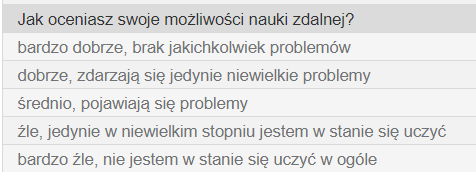 Jak oceniasz swoje możliwości nauki zdalnej?
bardzo dobrze, brak jakichkolwiek problemów
dobrze, zdarzają się jedynie niewielkie problemy
średnio, pojawiają się problemy
źle, jedynie w niewielkim stopniu jestem w stanie się uczyć
bardzo źle, nie jestem w stanie się uczyć w ogóle